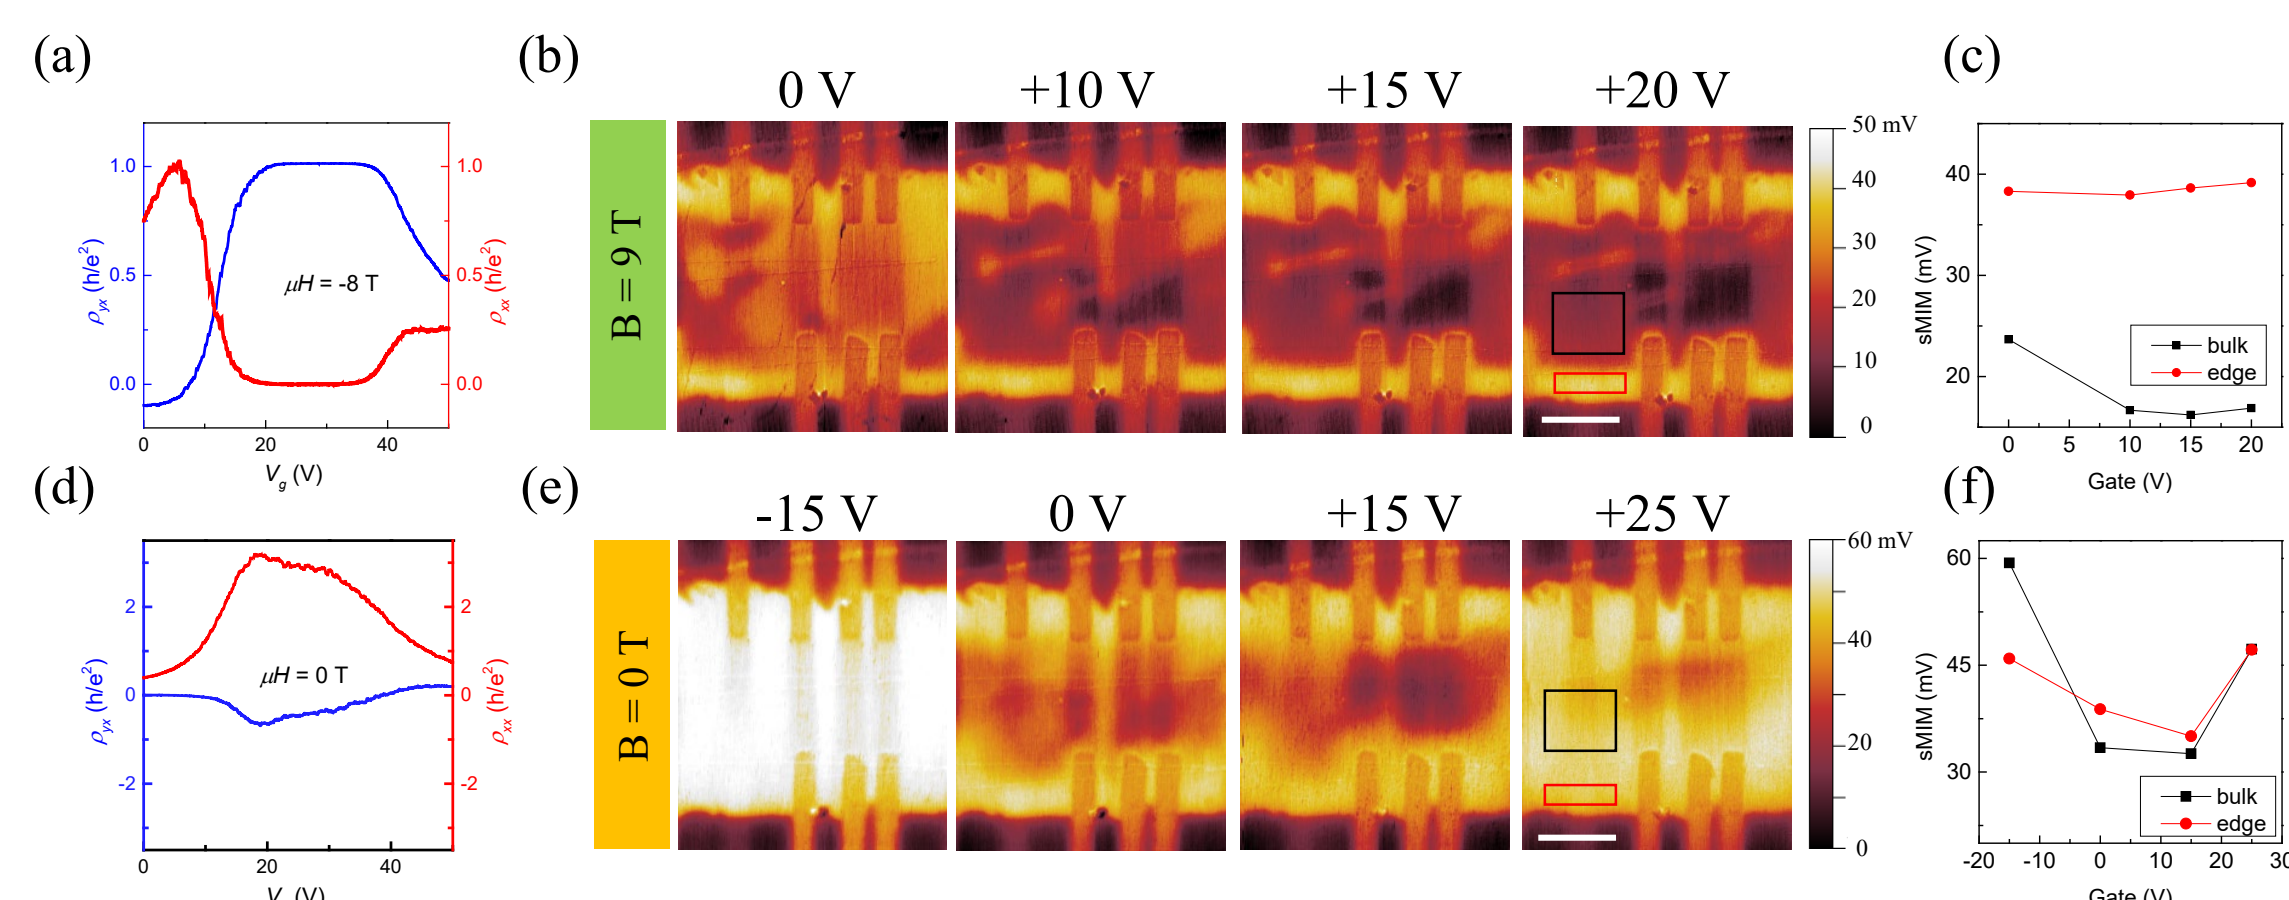 (a)
(b)
(c)
0 V
+10 V
+15 V
+20 V
1.0
0.5
0.0
ρyx (h/e²)
μH = -8 T
1.0
0.5
0.0
ρxx (h/e²)
0
20
40
Vg (V)
B = 9 T
50 mV
40
30
20
10
0
40
30
20
sMIM (mV)
bulk
edge
0
5
10
15
20
Gate (V)
(d)
(e)
(f)
-15 V
0 V
+15 V
+25 V
2
0
-2
ρyx (h/e²)
μH = 0 T
2
0
-2
ρxx (h/e²)
0
20
40
V (V)
B = 0 T
60 mV
40
20
0
60
45
30
sMIM (mV)
bulk
edge
-20
-10
0
10
20
30
Gate (V)